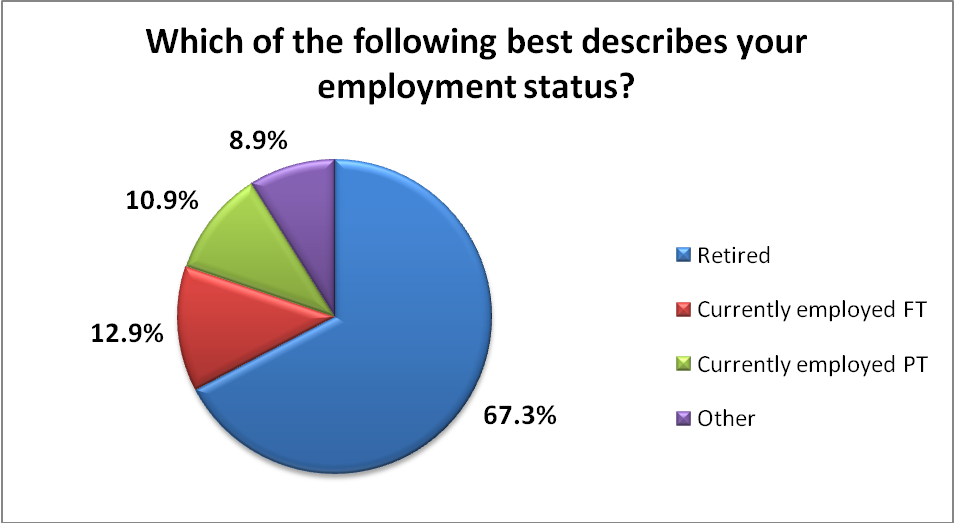 Which of the following best describes your
employment status?
8.9%
10.9%
12.9%
67.3%
Retired
Currently employed FT
Currently employed PT
Other